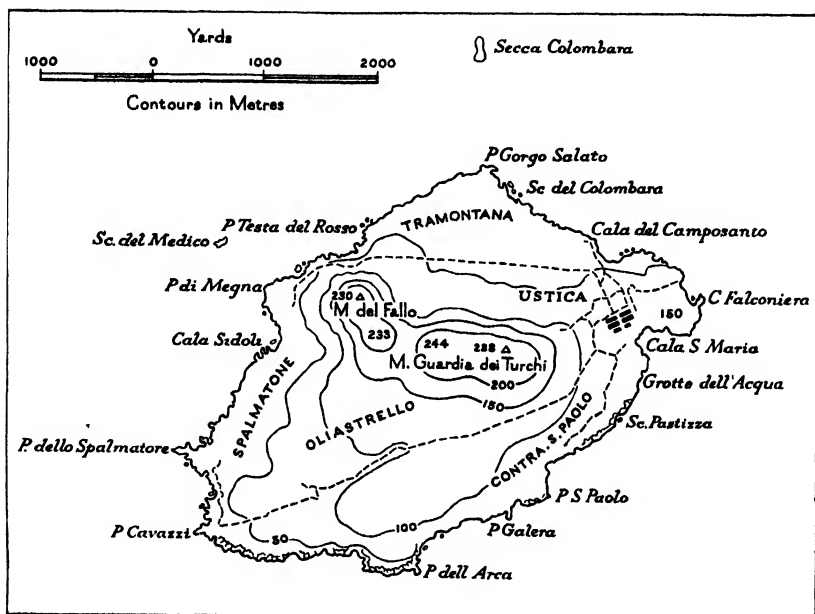 Yards
1000 0 1000 2000
Contours in Metres
Secca Colombara
P Gorgo Salato
Sc del Colombara
TRAMONTANA
P Testa del Rosso
Cala del Camposanto
Sc. del Medico
P di Megna
USTICA
C Falconiera
230
M. del Fallo
150
233
Cala Sidoli
244 238
Cala S Maria
M. Guardia dei Turchi
200
Grotte dell'Acqua
150
SPALMATONE
OLIASTRELLO
CONTRA. S. PAOLO
Sc. Pastizza
P. dello Spalmatore
P S Paolo
100
P Galera
P Cavazzi
50
P dell Arca